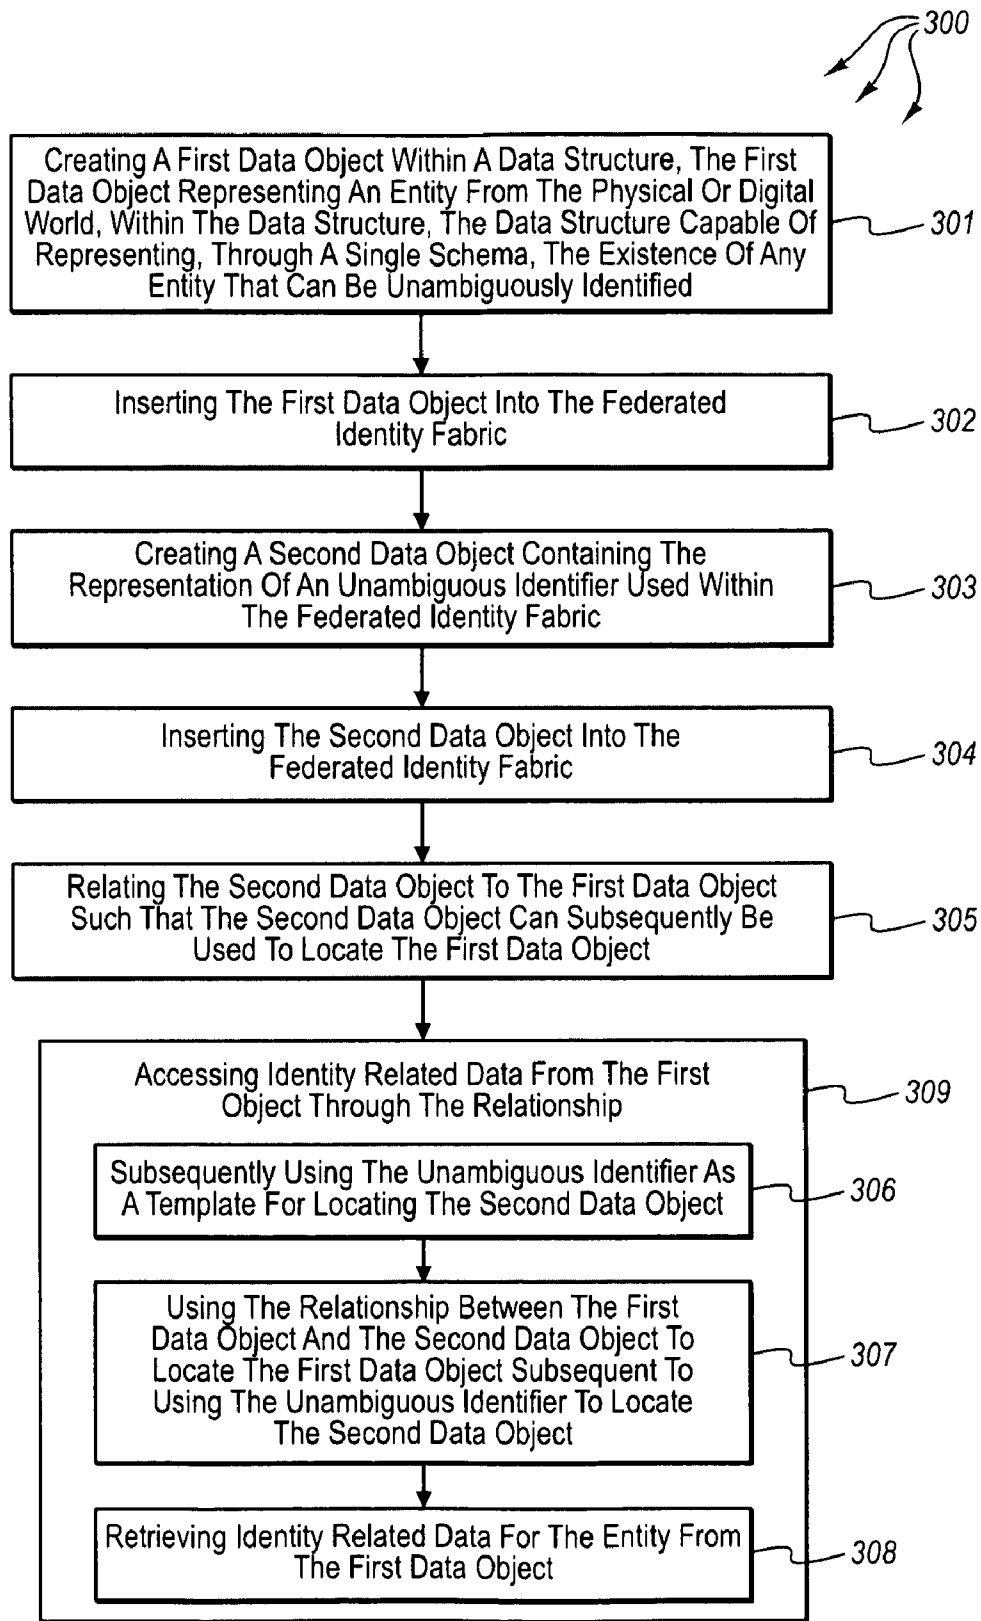 300
Creating A First Data Object Within A Data Structure, The First
Data Object Representing An Entity From The Physical Or Digital
World, Within The Data Structure, The Data Structure Capable Of
Representing, Through A Single Schema, The Existence Of Any
Entity That Can Be Unambiguously Identified
301
Inserting The First Data Object Into The Federated
Identity Fabric
302
Creating A Second Data Object Containing The
Representation Of An Unambiguous Identifier Used Within
The Federated Identity Fabric
303
Inserting The Second Data Object Into The
Federated Identity Fabric
304
Relating The Second Data Object To The First Data Object
Such That The Second Data Object Can Subsequently Be
Used To Locate The First Data Object
305
Accessing Identity Related Data From The First
Object Through The Relationship
309
Subsequently Using The Unambiguous Identifier As
A Template For Locating The Second Data Object
306
Using The Relationship Between The First
Data Object And The Second Data Object To
Locate The First Data Object Subsequent To
Using The Unambiguous Identifier To Locate
The Second Data Object
307
Retrieving Identity Related Data For The Entity From
The First Data Object
308